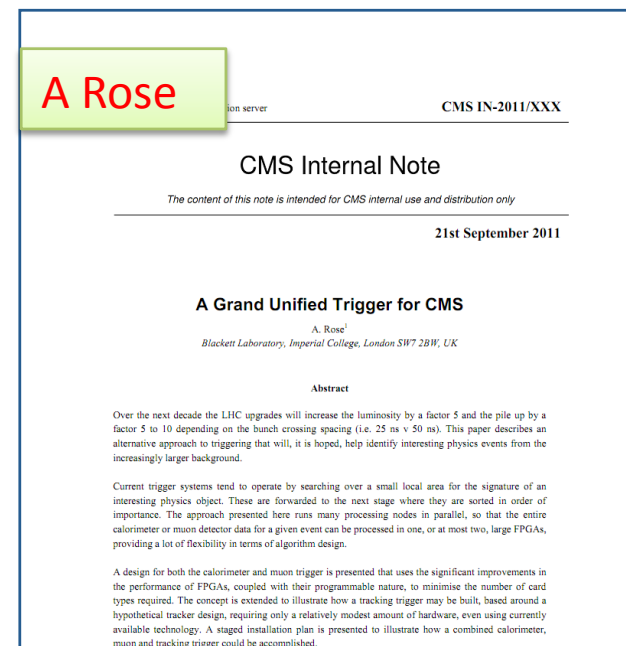 A Rose
ion server CMS IN-2011/XXX
CMS Internal Note
The content of this note is intended for CMS internal use and distribution only
21st September 2011
A Grand Unified Trigger for CMS
A. Rose1
Blackett Laboratory, Imperial College, London SW7 2BW, UK
Abstract
Over the next decade the LHC upgrades will increase the luminosity by a factor 5 and the pile up by a
factor 5 to 10 depending on the bunch crossing spacing (i.e. 25 ns v 50 ns). This paper describes an
alternative approach to triggering that will, it is hoped, help identify interesting physics events from the
increasingly larger background.
Current trigger systems tend to operate by searching over a small local area for the signature of an
interesting physics object. These are forwarded to the next stage where they are sorted in order of
importance. The approach presented here runs many processing nodes in parallel, so that the entire
calorimeter or muon detector data for a given event can be processed in one, or at most two, large FPGAs,
providing a lot of flexibility in terms of algorithm design.
A design for both the calorimeter and muon trigger is presented that uses the significant improvements in
the performance of FPGAs, coupled with their programmable nature, to minimise the number of card
types required. The concept is extended to illustrate how a tracking trigger may be built, based around a
hypothetical tracker design, requiring only a relatively modest amount of hardware, even using currently
available technology. A staged installation plan is presented to illustrate how a combined calorimeter,
muon and tracking trigger could be accomplished.